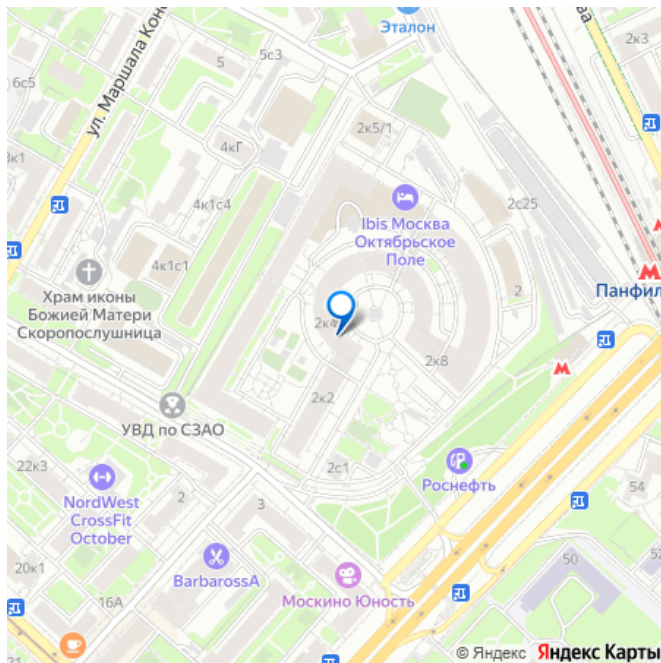 Эталон
ва
2к3
5с3
5
6с5
ул. Маршала Кон
2к5/1
4кГ
3к1
4к1с4
2с25
Ibis Москва
Октябрьское
Поле
4к1с1
Храм иконы
Божией Матери
Скоропослушница
2
Панфил
2к4
2к8
2к2
УВД по СЗАО
22к3
2с1
Роснефть
NordWest
CrossFit
October
2
3
54
50
20к1
BarbarossA
16А
Москино Юность
© Яндекс Яндекс Карты